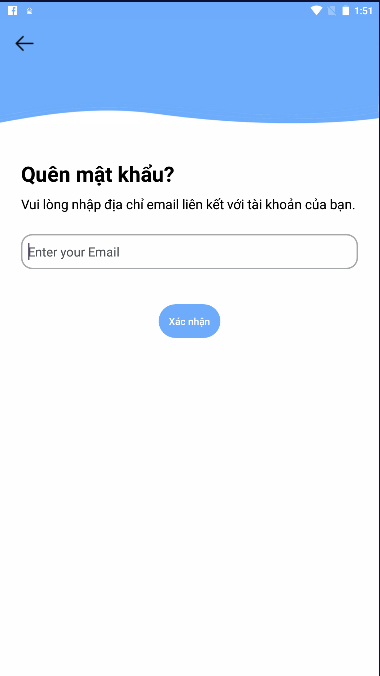 1:51
Quên mật khẩu?
Vui lòng nhập địa chỉ email liên kết với tài khoản của bạn.
Enter your Email
Xác nhận